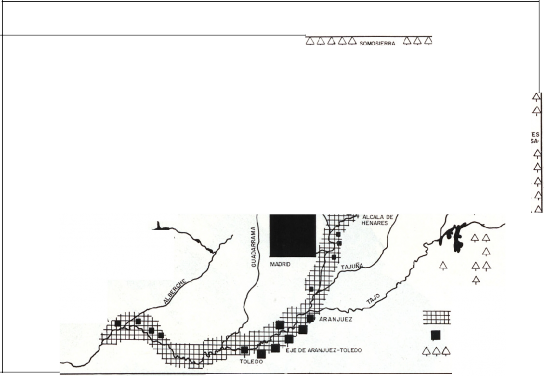 SOMOSIERRA
ES
SA-
ALCALA DE
HENARES
GUADARRAMA
MADRID
TAJUÑA
ALBERCHE
TAJO
ARANJUEZ
EJE DE ARANJUEZ-TOLEDO
TOLEDO